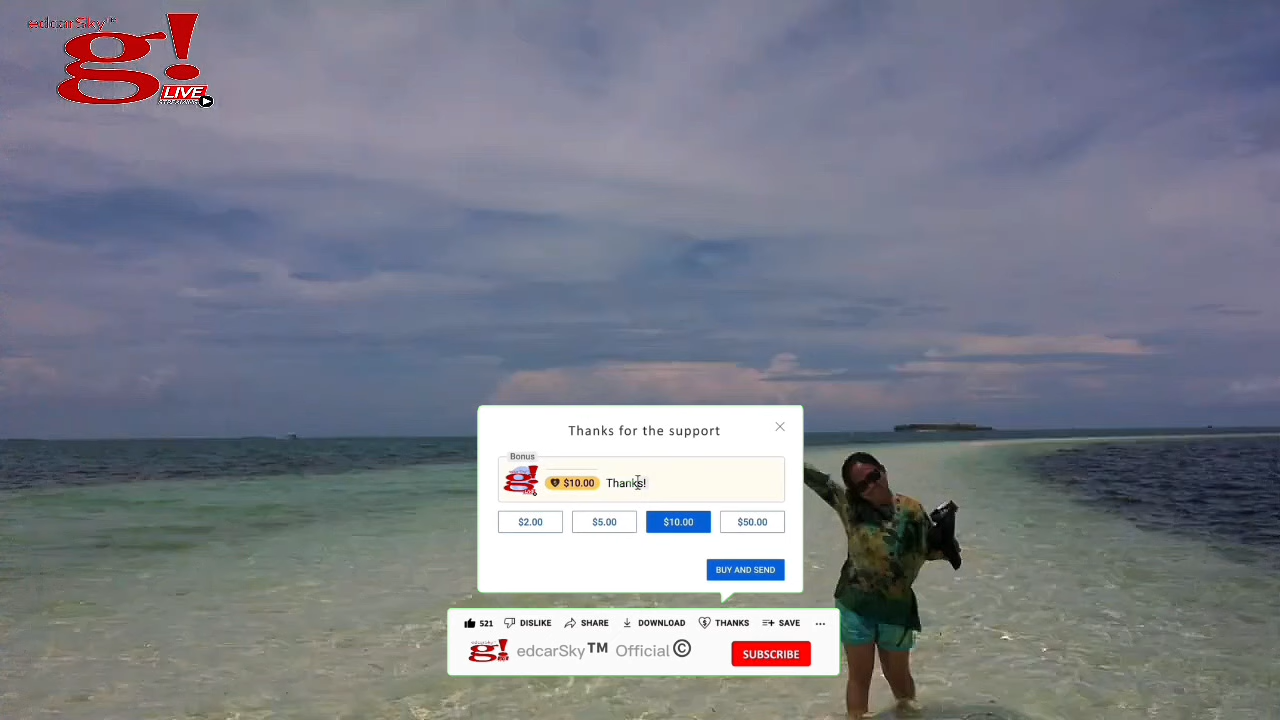 edcarSky™
g!
LIVE
STREAMING
Thanks for the support
Bonus
$10.00 Thanks!
$2.00 $5.00 $10.00 $50.00
BUY AND SEND
521 DISLIKE SHARE DOWNLOAD THANKS SAVE ...
g! edcarSky™ Official © SUBSCRIBE